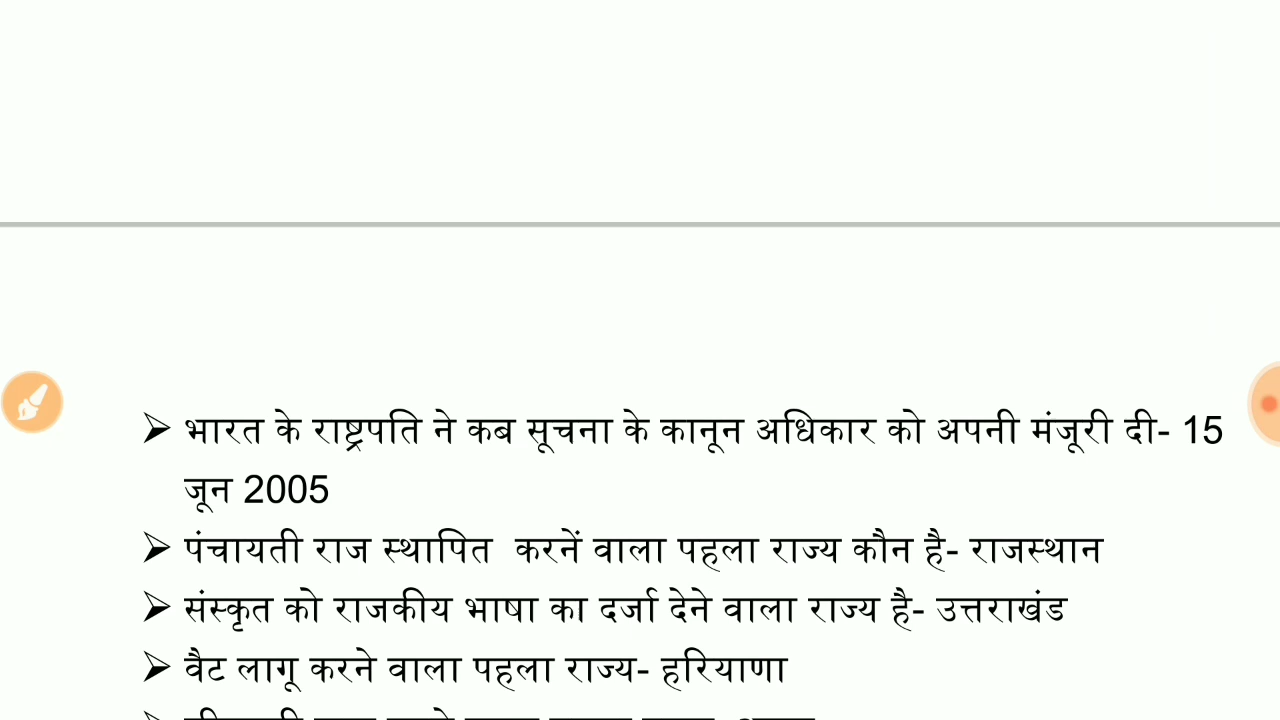 ➢ भारत के राष्ट्रपति ने कब सूचना के कानून अधिकार को अपनी मंजूरी दी- 15
जून 2005
➢ पंचायती राज स्थापित करनें वाला पहला राज्य कौन है- राजस्थान
➢ संस्कृत को राजकीय भाषा का दर्जा देने वाला राज्य है- उत्तराखंड
➢ वैट लागू करने वाला पहला राज्य- हरियाणा